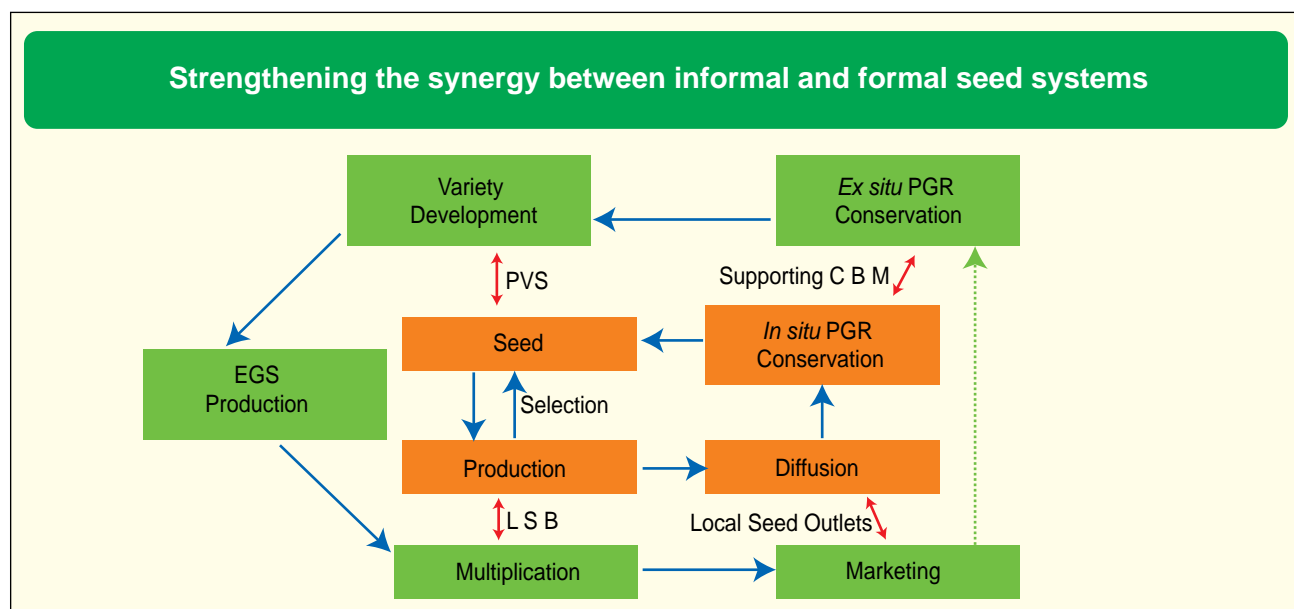 Strengthening the synergy between informal and formal seed systems
Variety
Development
Ex situ PGR
Conservation
PVS
Supporting C B M
Seed
In situ PGR
Conservation
EGS
Production
Selection
Production
Diffusion
L S B
Local Seed Outlets
Multiplication
Marketing